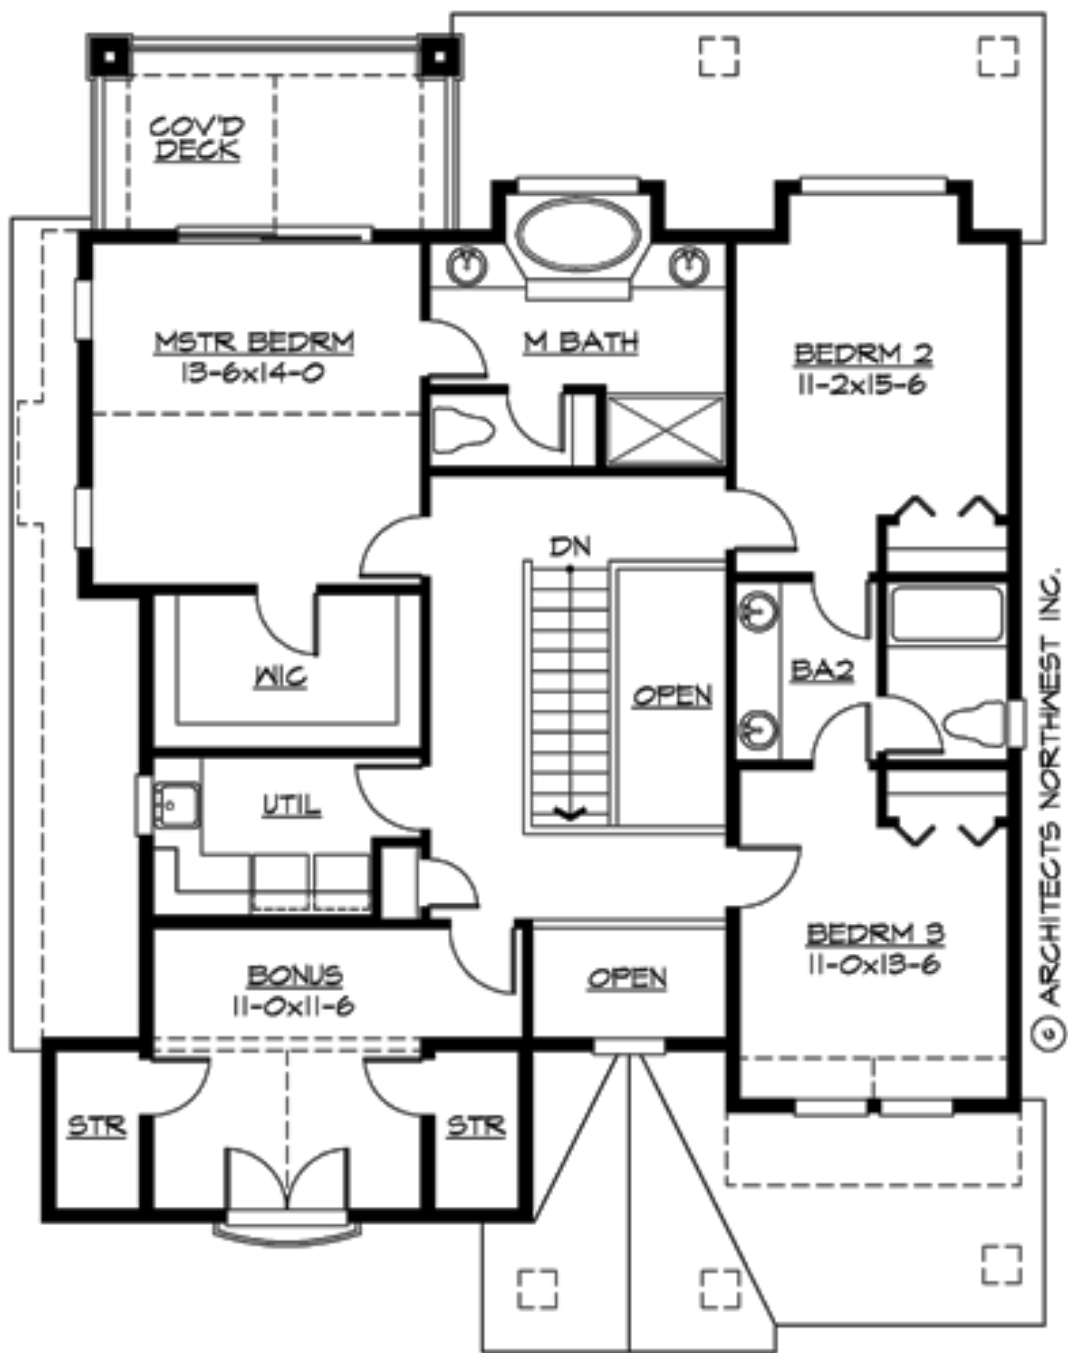 COV'D
DECK
MSTR BEDRM
13-6x14-0
M BATH
BEDRM 2
11-2x15-6
DN
WIC
OPEN
BA2
UTIL
BEDRM 3
11-0x13-6
BONUS
11-0x11-6
OPEN
STR
STR
© ARCHITECTS NORTHWEST INC.